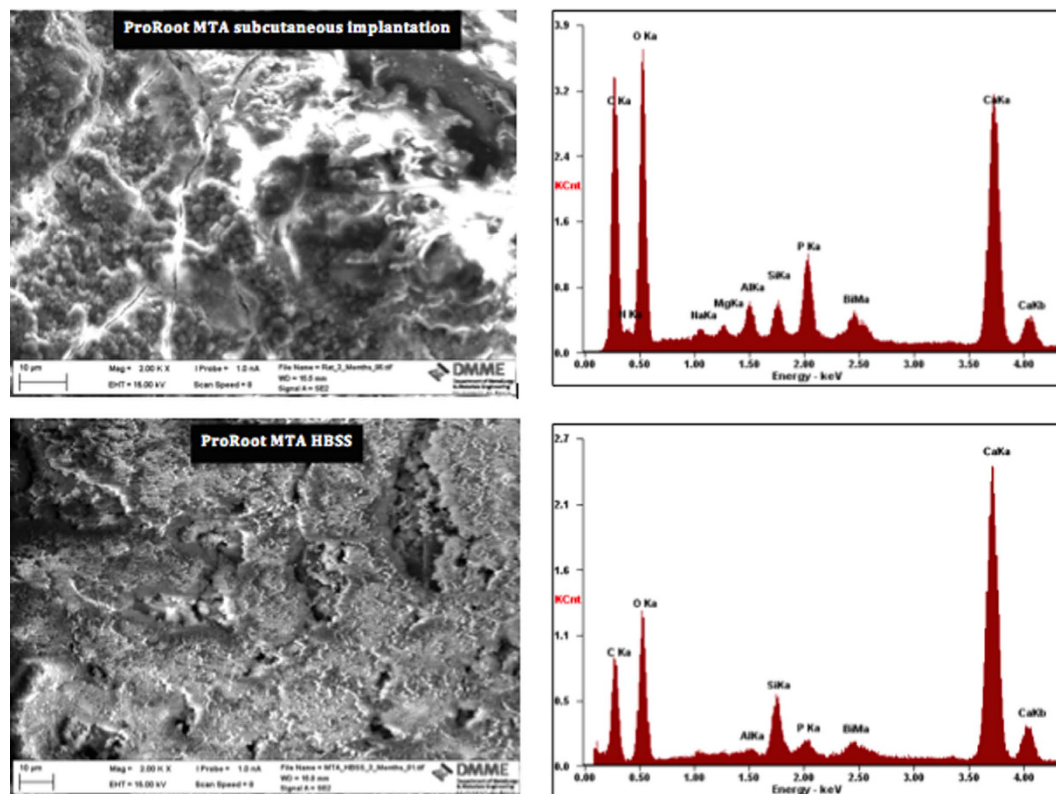 ProRoot MTA subcutaneous implantation
10 µm
Mag = 2.00 K X
I Probe = 1.0 nA
File Name = Rat_3_Months_06.tif
EHT = 15.00 kV
Scan Speed = 8
WD = 15.0 mm
Signal A = SE2
DMME
3.9
3.2
2.4
KCnt
1.6
0.8
0.0
C Ka
O Ka
N Ka
NaKa
MgKa
AlKa
SiKa
P Ka
BiMa
CaKa
CaKb
0.00 0.50 1.00 1.50 2.00 2.50 3.00 3.50 4.00
Energy - keV
ProRoot MTA HBSS
10 µm
Mag = 2.00 K X
I Probe = 1.0 nA
File Name = MTA_HBSS_3_Months_01.tif
EHT = 15.00 kV
Scan Speed = 8
WD = 15.0 mm
Signal A = SE2
DMME
2.7
2.1
1.6
KCnt
1.1
0.5
0.0
C Ka
O Ka
AlKa
SiKa
P Ka
BiMa
CaKa
CaKb
0.00 0.50 1.00 1.50 2.00 2.50 3.00 3.50 4.00
Energy - keV